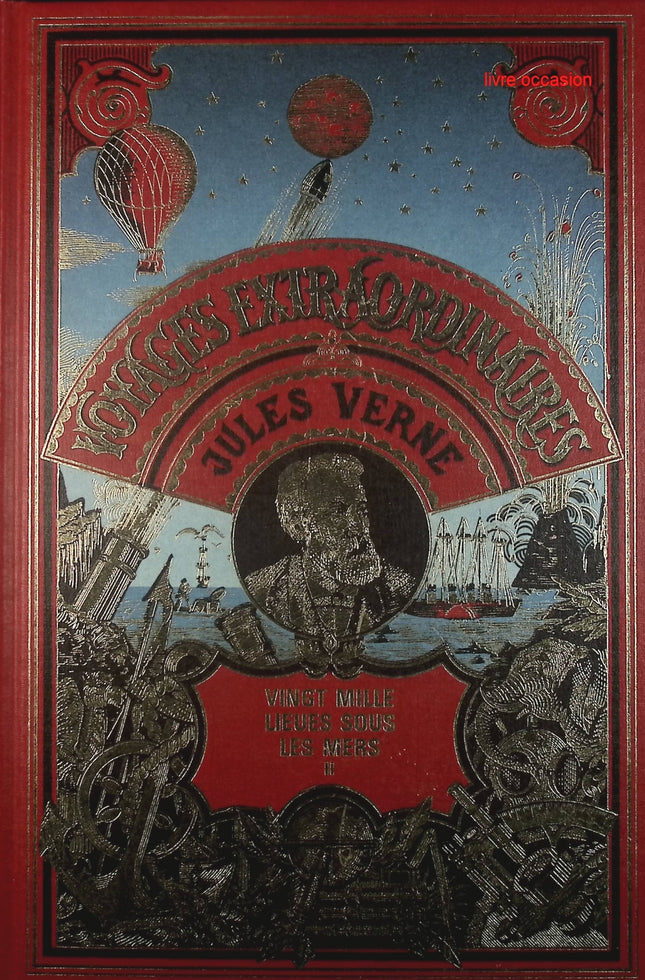 livre occasion
VOYAGES EXTRAORDINAIRES
JULES VERNE
VINGT MILLE
LIEUES SOUS
LES MERS
II